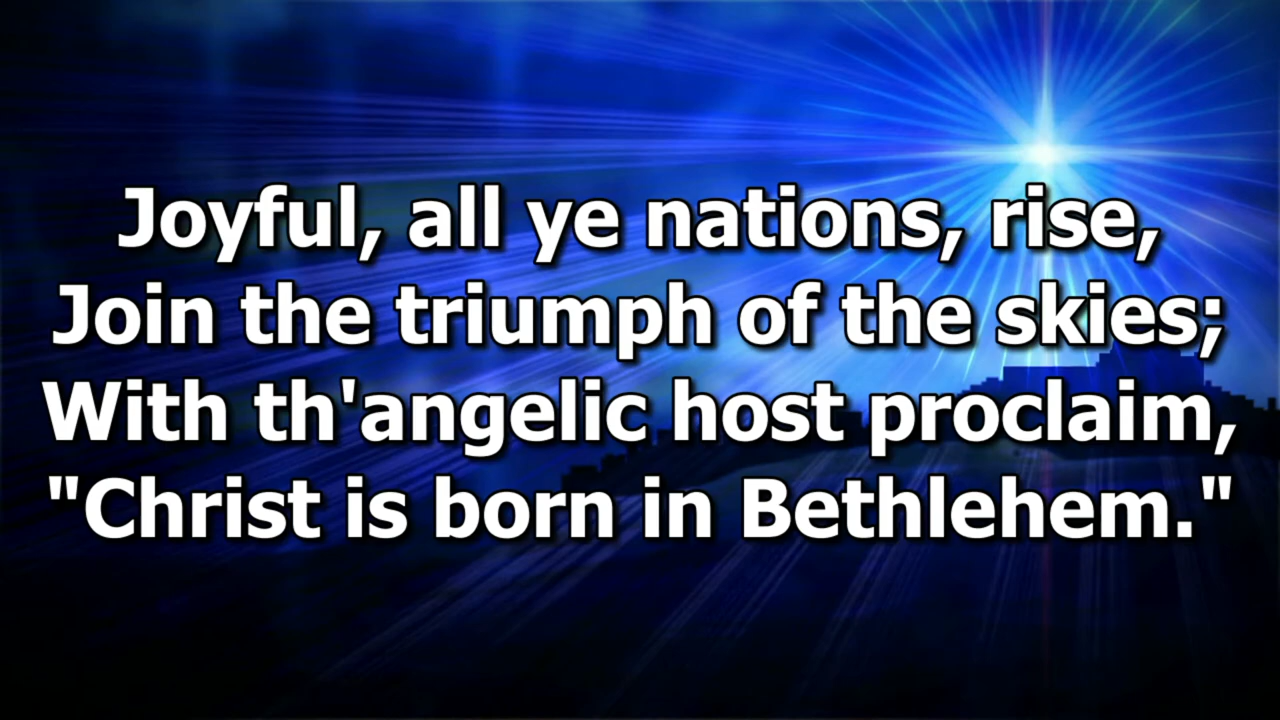 Joyful, all ye nations, rise,
Join the triumph of the skies;
With th'angelic host proclaim,
"Christ is born in Bethlehem."